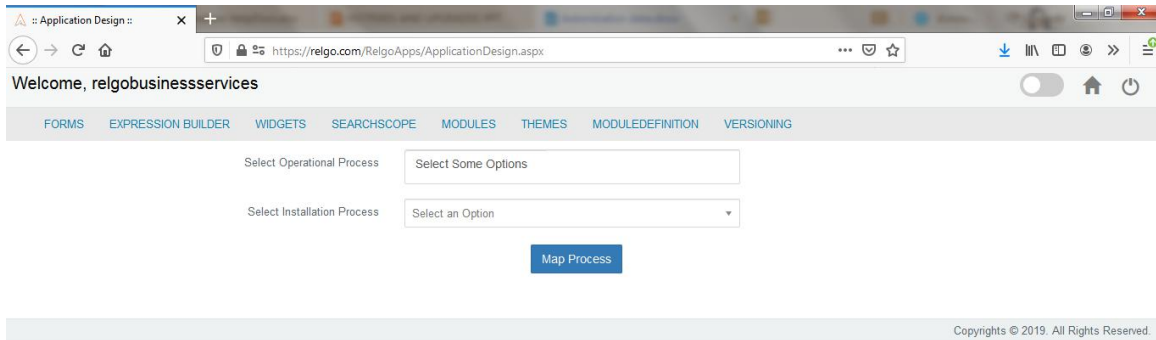 :: Application Design ::
https://relgo.com/RelgoApps/ApplicationDesign.aspx
Welcome, relgobusinessservices
FORMS EXPRESSION BUILDER WIDGETS SEARCHSCOPE MODULES THEMES MODULEDEFINITION VERSIONING
Select Operational Process Select Some Options
Select Installation Process Select an Option
Map Process
Copyrights © 2019. All Rights Reserved.